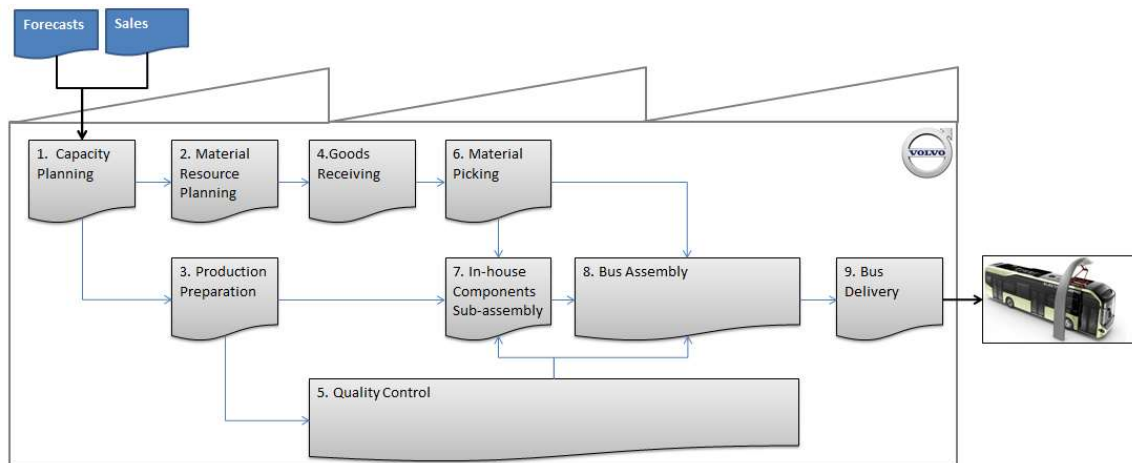 Forecasts
Sales
1. Capacity
Planning
2. Material
Resource
Planning
4.Goods
Receiving
6. Material
Picking
VOLVO
3. Production
Preparation
7. In-house
Components
Sub-assembly
8. Bus Assembly
9. Bus
Delivery
5. Quality Control